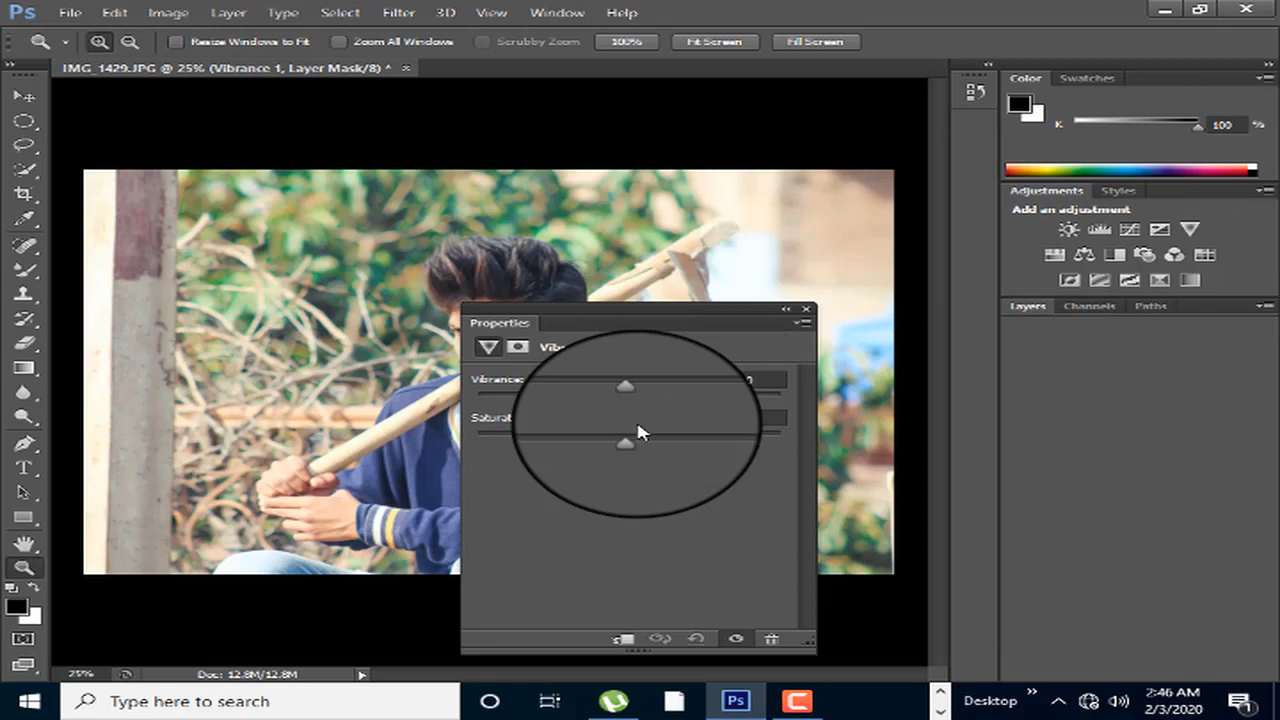 Ps File Edit Image Layer Type Select Filter 3D View Window Help
Resize Windows to Fit Zoom All Windows Scrubby Zoom 100% Fit Screen Fill Screen
IMG_1429.JPG @ 25% (Vibrance 1, Layer Mask/8) * ×
Color Swatches
K 100 %
Adjustments Styles
Add an adjustment
Layers Channels Paths
Properties
Vibrance:
T
25% Doc: 12.8M/12.8M
Type here to search
Ps
Desktop
2:46 AM
2/3/2020
1